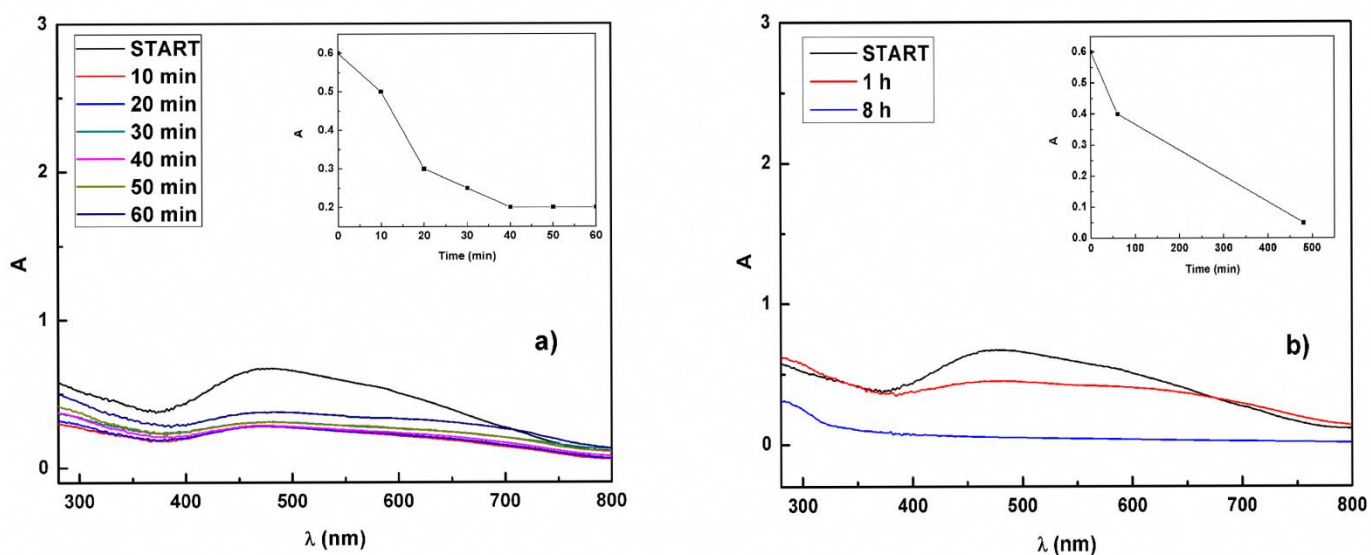 3
2
1
0
A
START
10 min
20 min
30 min
40 min
50 min
60 min
0.6
0.5
0.4
0.3
0.2
A
0 10 20 30 40 50 60
Time (min)
a)
300 400 500 600 700 800
λ (nm)
3
2
1
0
A
START
1 h
8 h
0.6
0.5
0.4
0.3
0.2
0.1
0.0
A
0 100 200 300 400 500
Time (min)
b)
300 400 500 600 700 800
λ (nm)